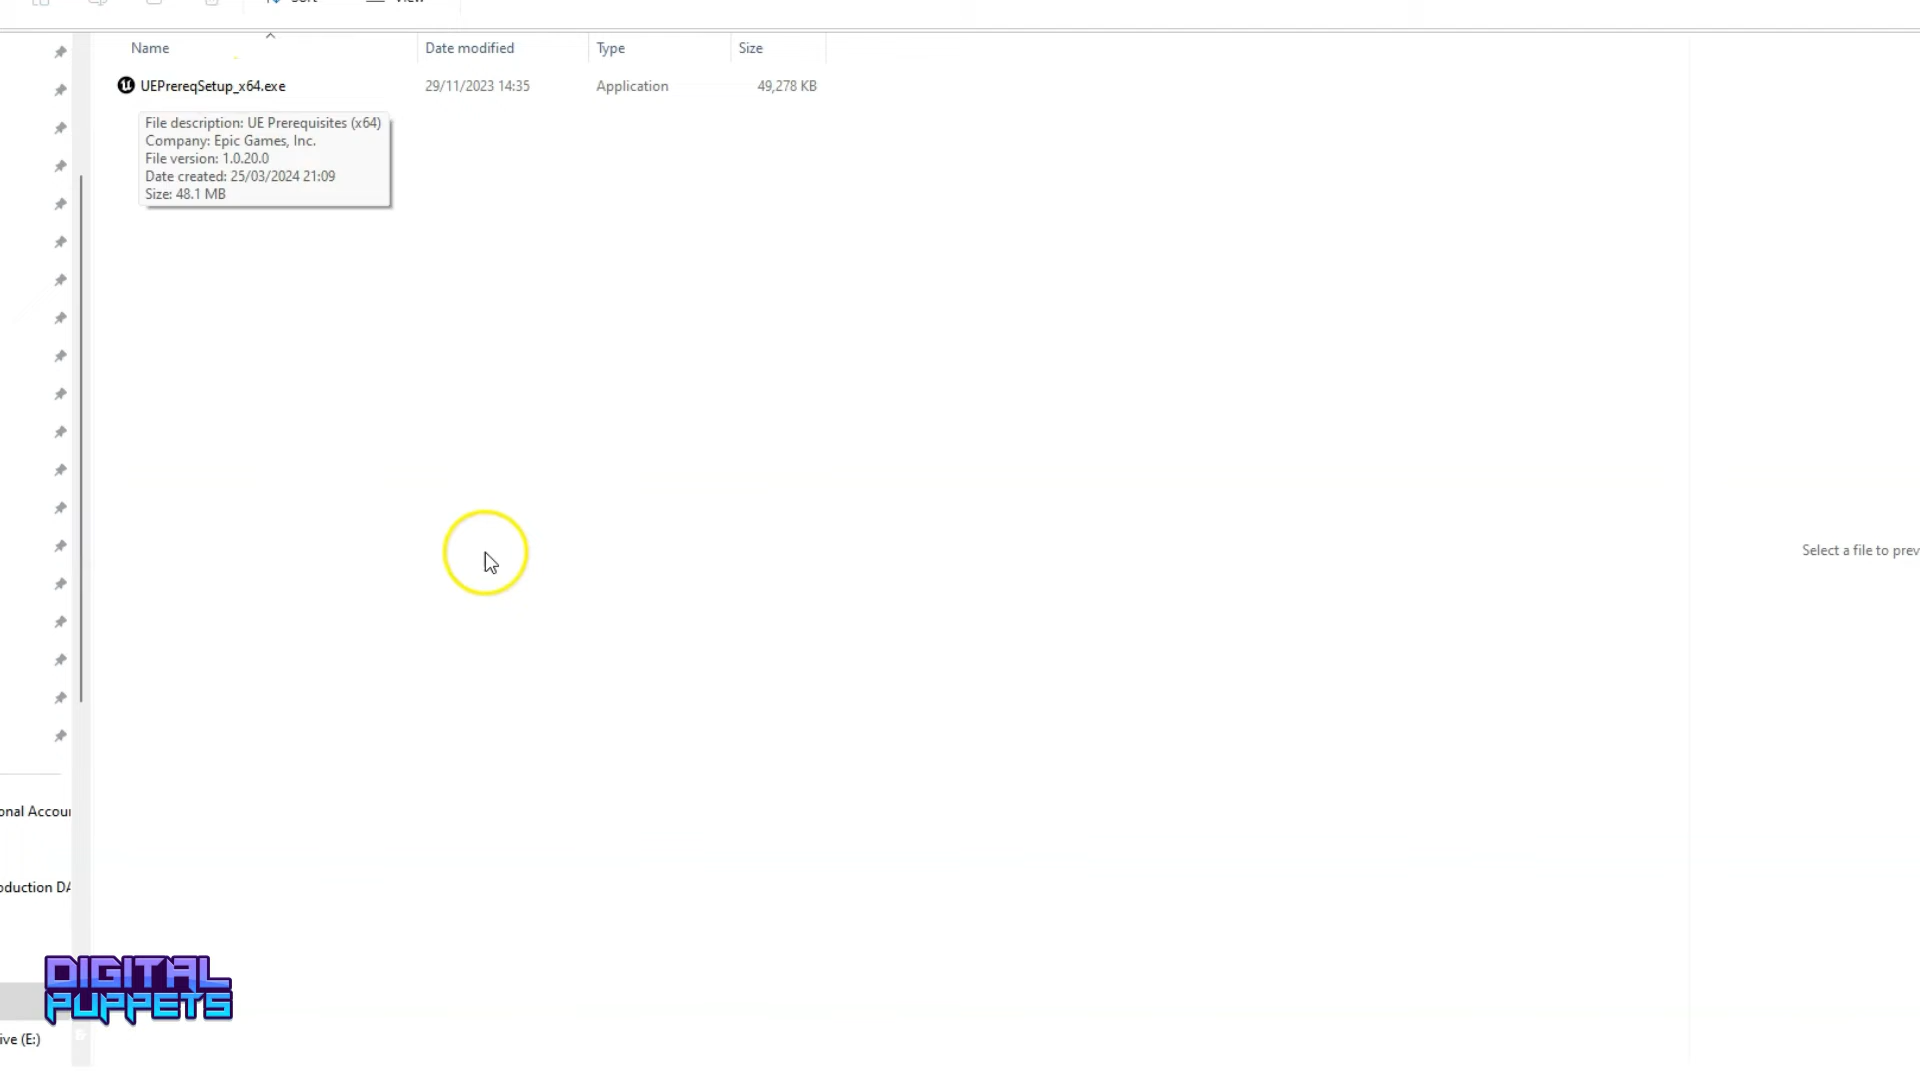 Name Date modified Type Size
UEPrereqSetup_x64.exe 29/11/2023 14:35 Application 49,278 KB
File description: UE Prerequisites (x64)
Company: Epic Games, Inc.
File version: 1.0.20.0
Date created: 25/03/2024 21:09
Size: 48.1 MB
Select a file to prev
onal Accour
oduction DA
DIGITAL
PUPPETS
ive (E:)